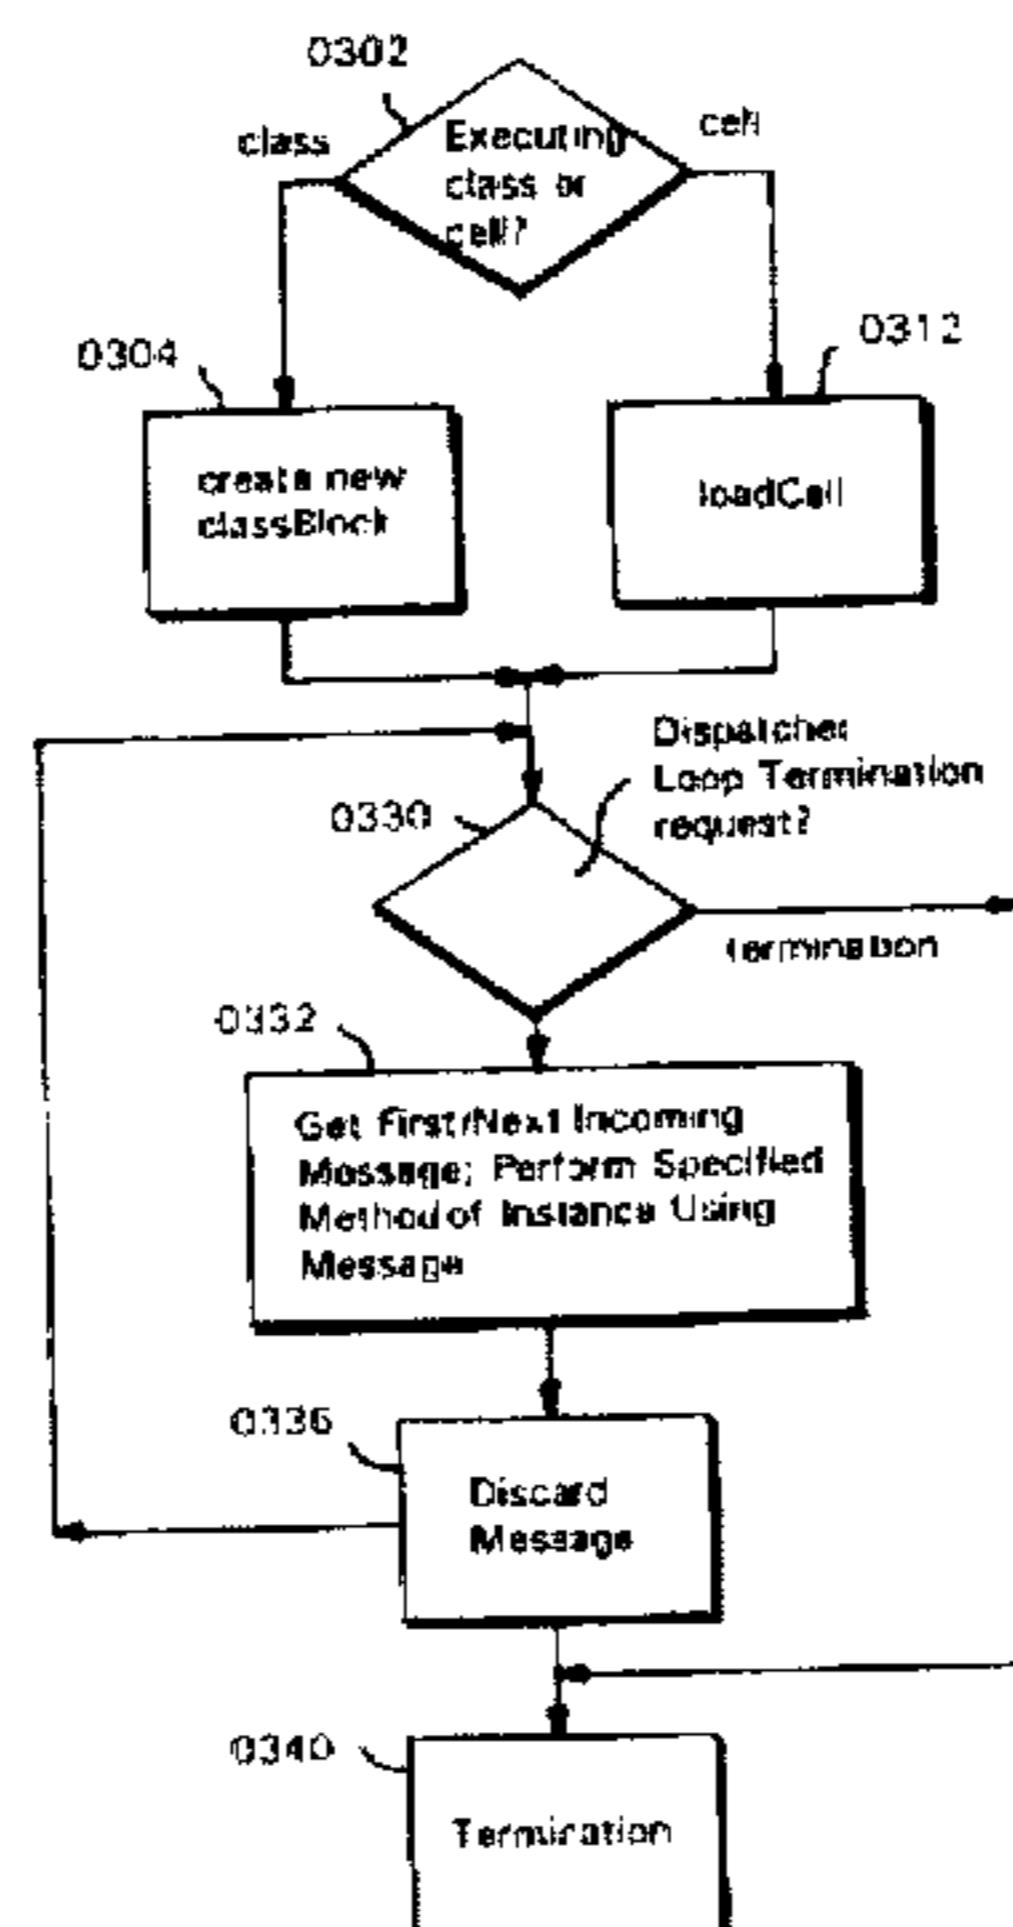 0302
class
Executing
class or
cell?
cell
0304
0312
create new
classBlock
loadCell
Dispatcher
Loop Termination
request?
0330
termination
0332
Get First/Next Incoming
Message; Perform Specified
Method of Instance Using
Message
0336
Discard
Message
0340
Termination